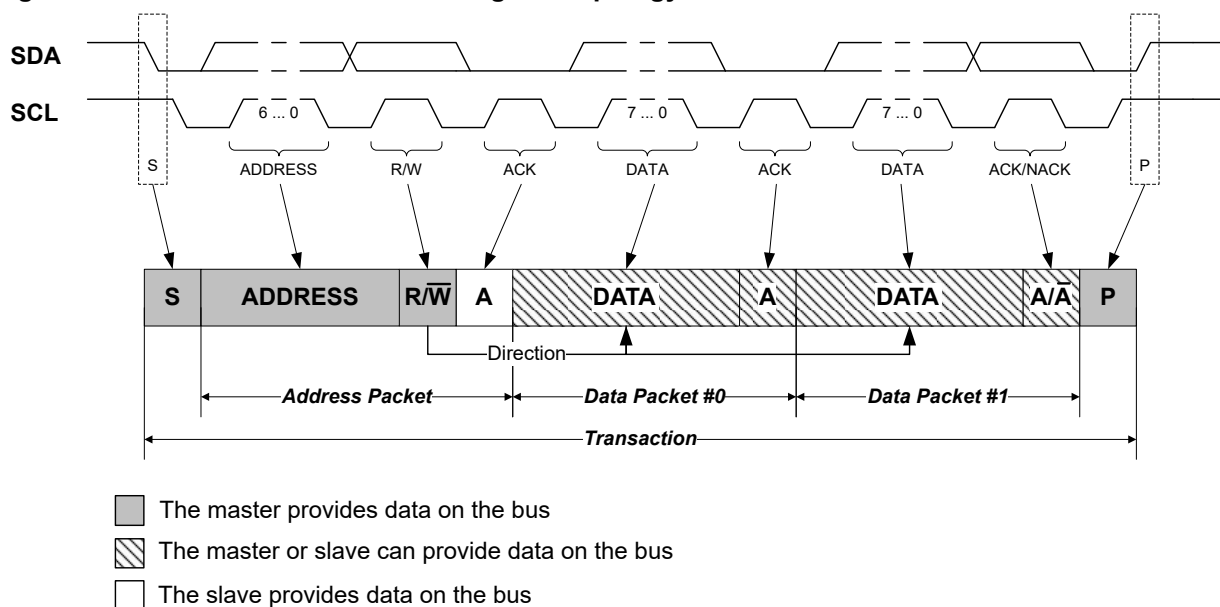 SDA
SCL
6 ... 0 7 ... 0 7 ... 0
S ADDRESS R/W ACK DATA ACK DATA ACK/NACK P
S ADDRESS R/W̅ A DATA A DATA A/A̅ P
Direction
Address Packet Data Packet #0 Data Packet #1
Transaction
The master provides data on the bus
The master or slave can provide data on the bus
The slave provides data on the bus